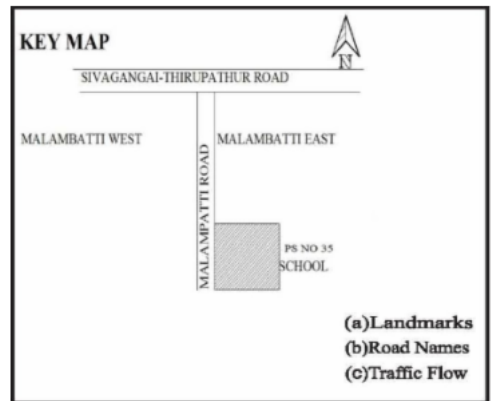 KEY MAP
N
SIVAGANGAI-THIRUPATHUR ROAD
MALAMBATTI WEST
MALAMBATTI EAST
MALAMPATTI ROAD
PS NO 35
SCHOOL
(a)Landmarks
(b)Road Names
(c)Traffic Flow